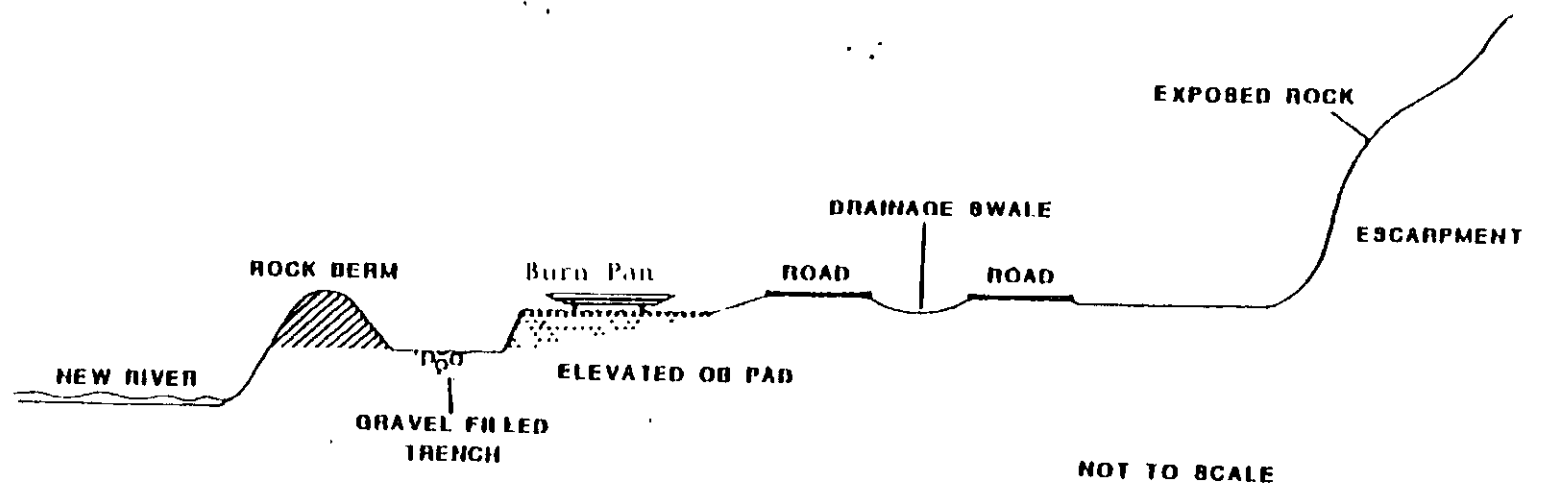 EXPOSED ROCK
DRAINAGE SWALE
ESCARPMENT
ROCK BERM
Burn Pan
ROAD
ROAD
NEW RIVER
ELEVATED OB PAD
GRAVEL FILLED
TRENCH
NOT TO SCALE